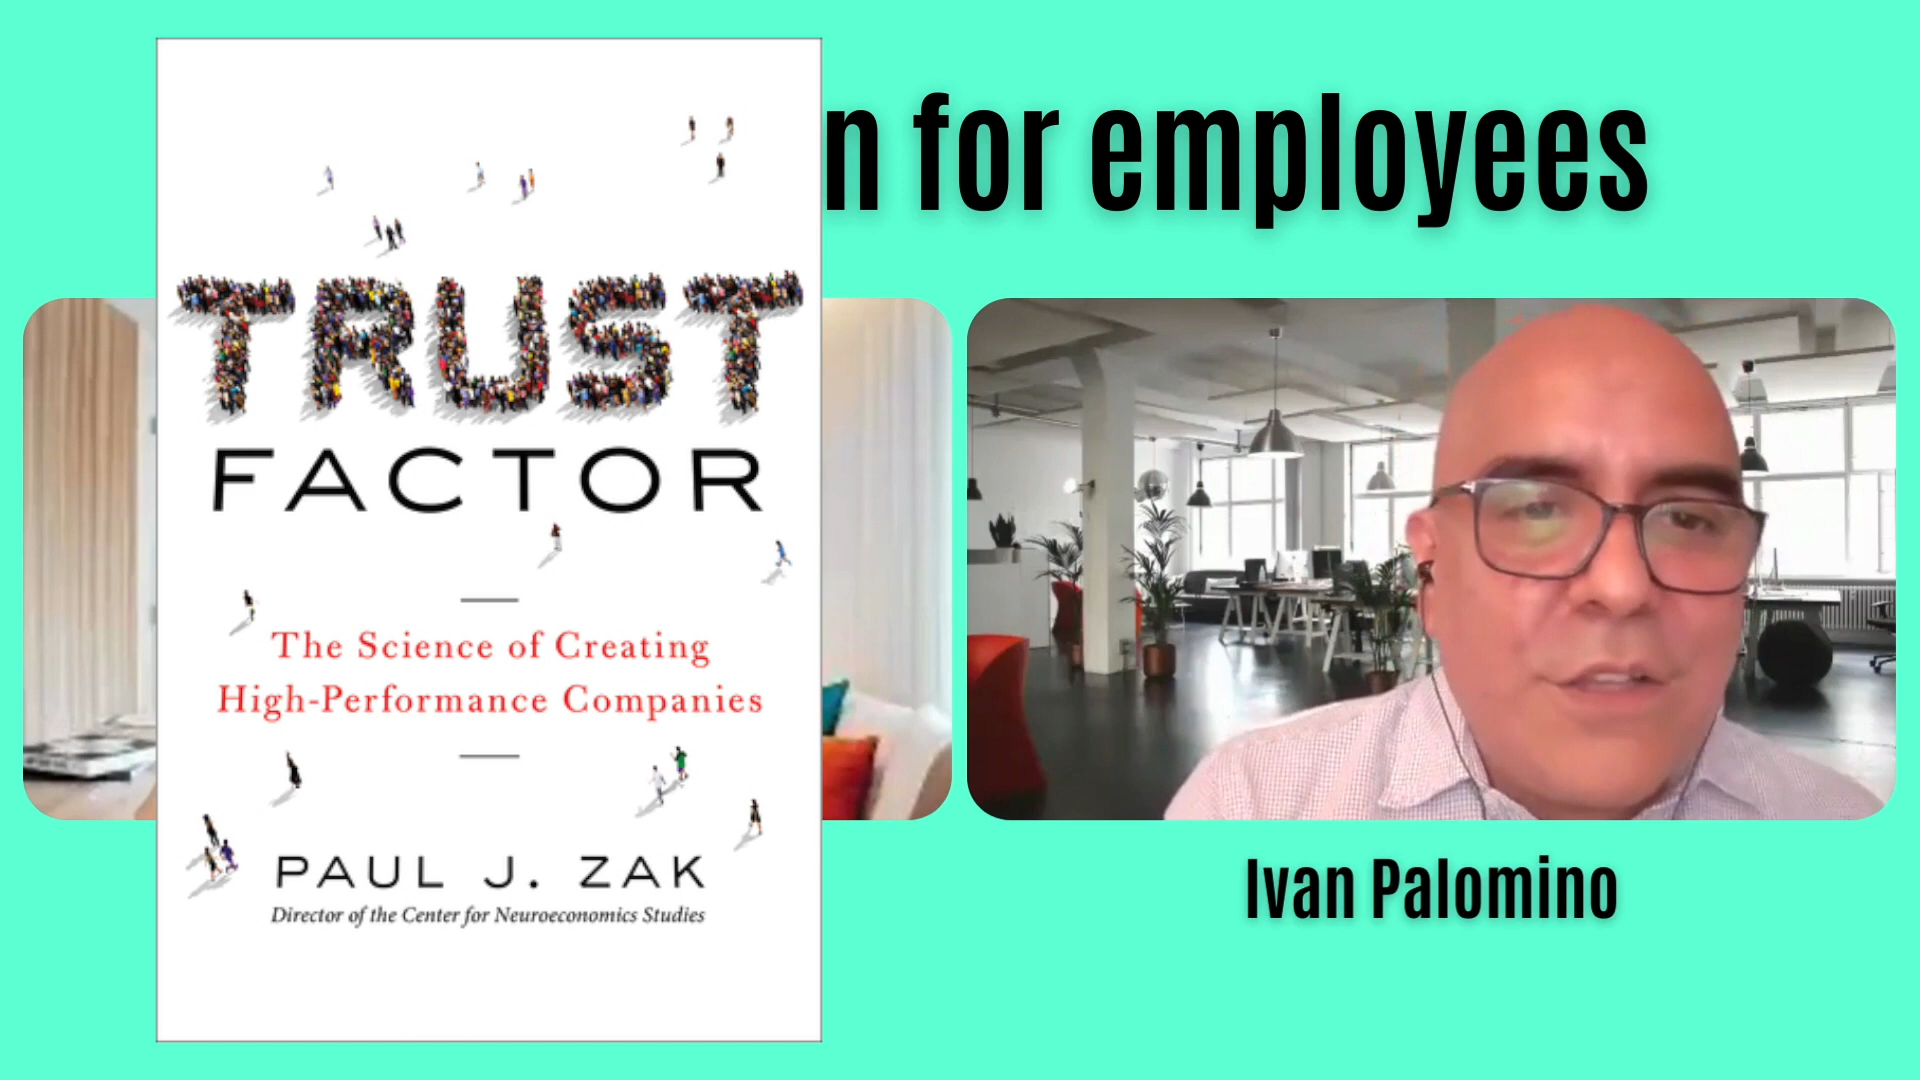 n for employees
TRUST
FACTOR
The Science of Creating
High-Performance Companies
PAUL J. ZAK
Director of the Center for Neuroeconomics Studies
Ivan Palomino